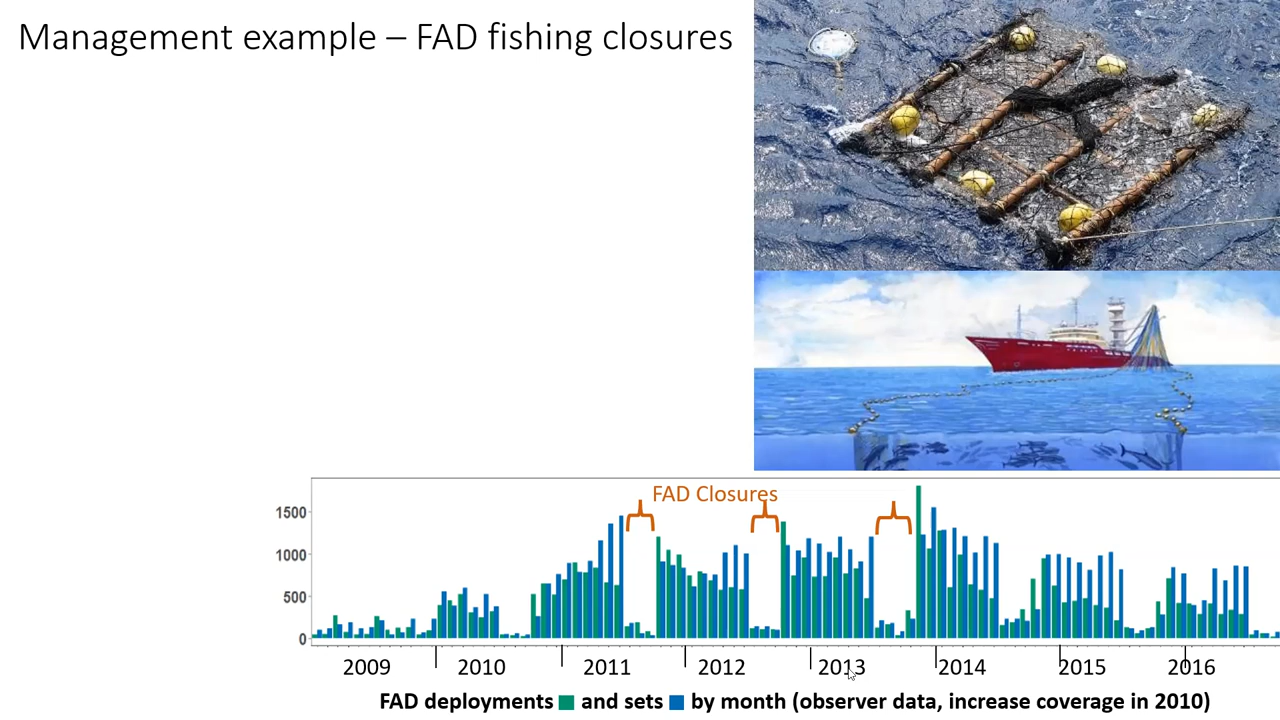 Management example – FAD fishing closures
FAD Closures
1500
1000
500
0
2009 2010 2011 2012 2013 2014 2015 2016
FAD deployments and sets by month (observer data, increase coverage in 2010)